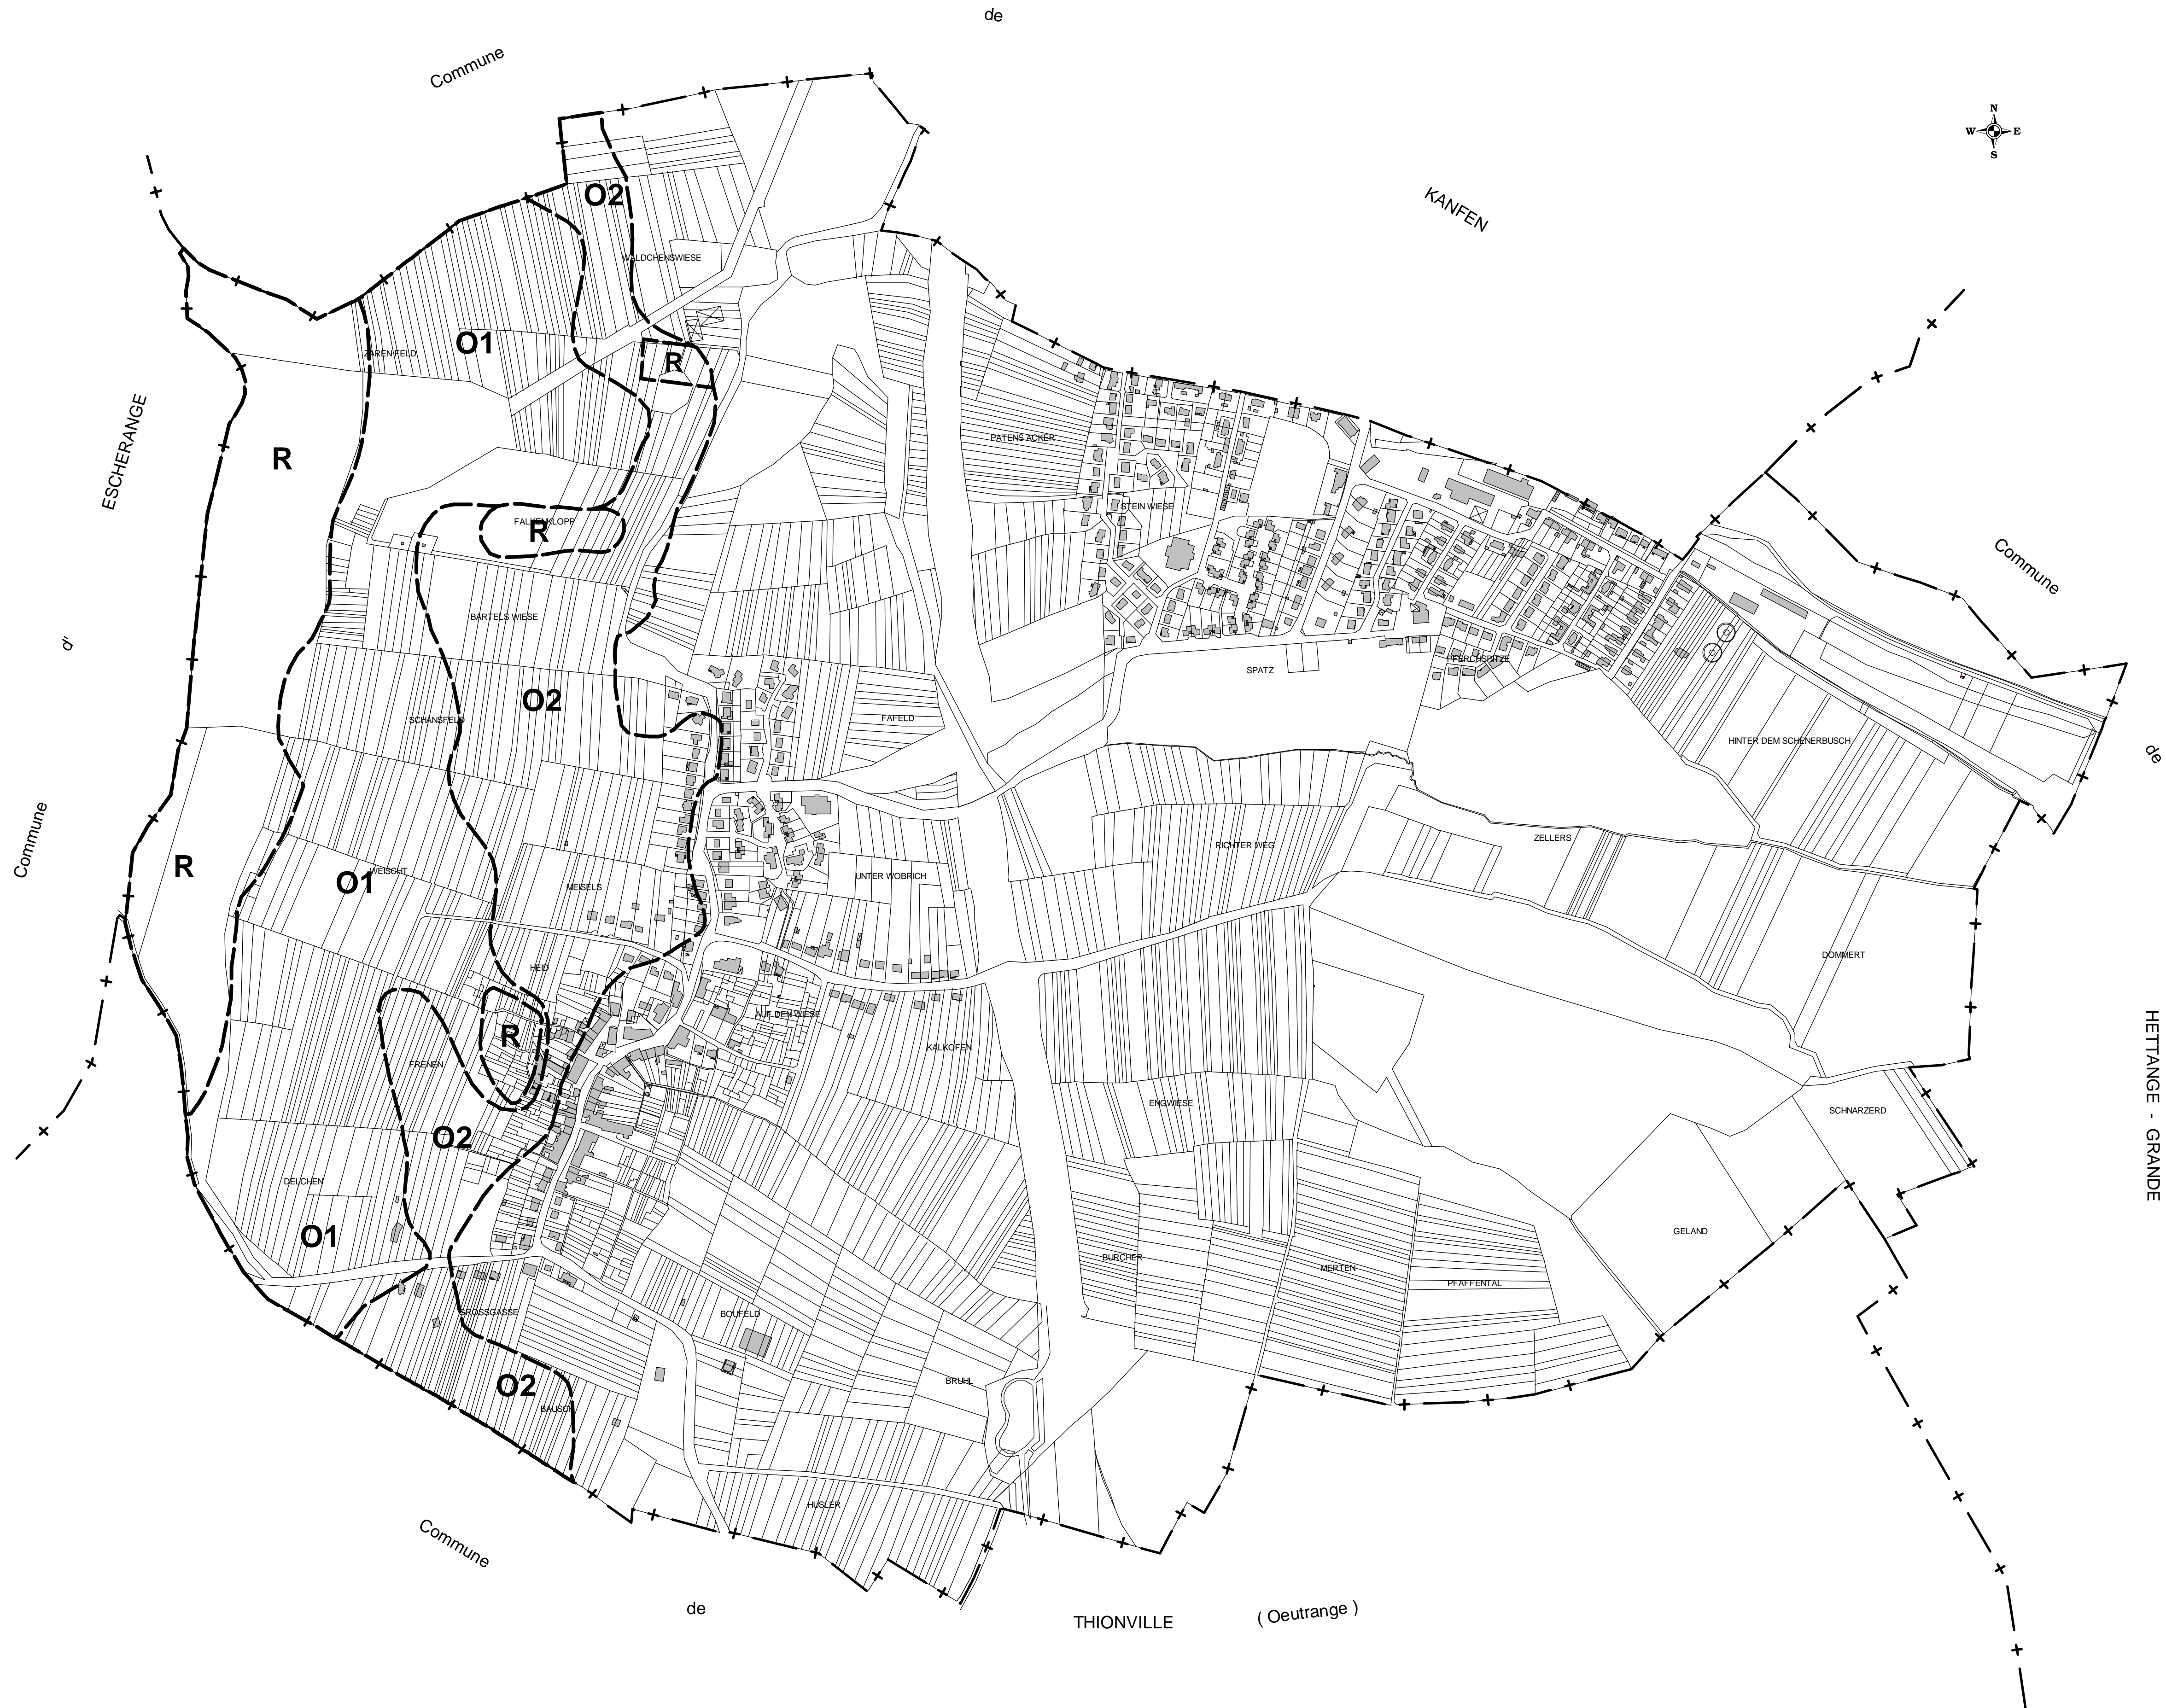 de
Commune
N
W E
S
KANFEN
O2
WALDCHENSWIESE
O1
ZAREN FELD
R
ESCHERANGE
R
PATENS ACKER
STEIN WIESE
FALKENKLOPP
R
Commune
BARTELS WIESE
d'
SPATZ
PFERCHSPITZE
O2
SCHANSFELD
FAFELD
HINTER DEM SCHENERBUSCH
de
Commune
R
O1
WEISCHT
MEISELS
UNTER WOBRICH
RICHTER WEG
ZELLERS
HEID
DOMMERT
R
AUF DEN WIESE
KALKOFEN
FRENEN
ENGWIESE
SCHNARZERD
HETTANGE - GRANDE
O2
DELCHEN
O1
BURCHER
MERTEN
PFAFFENTAL
GELAND
GROSSGASSE
BOUFELD
O2
BAUSCH
BRUHL
HUSLER
Commune
de
THIONVILLE
( Oeutrange )